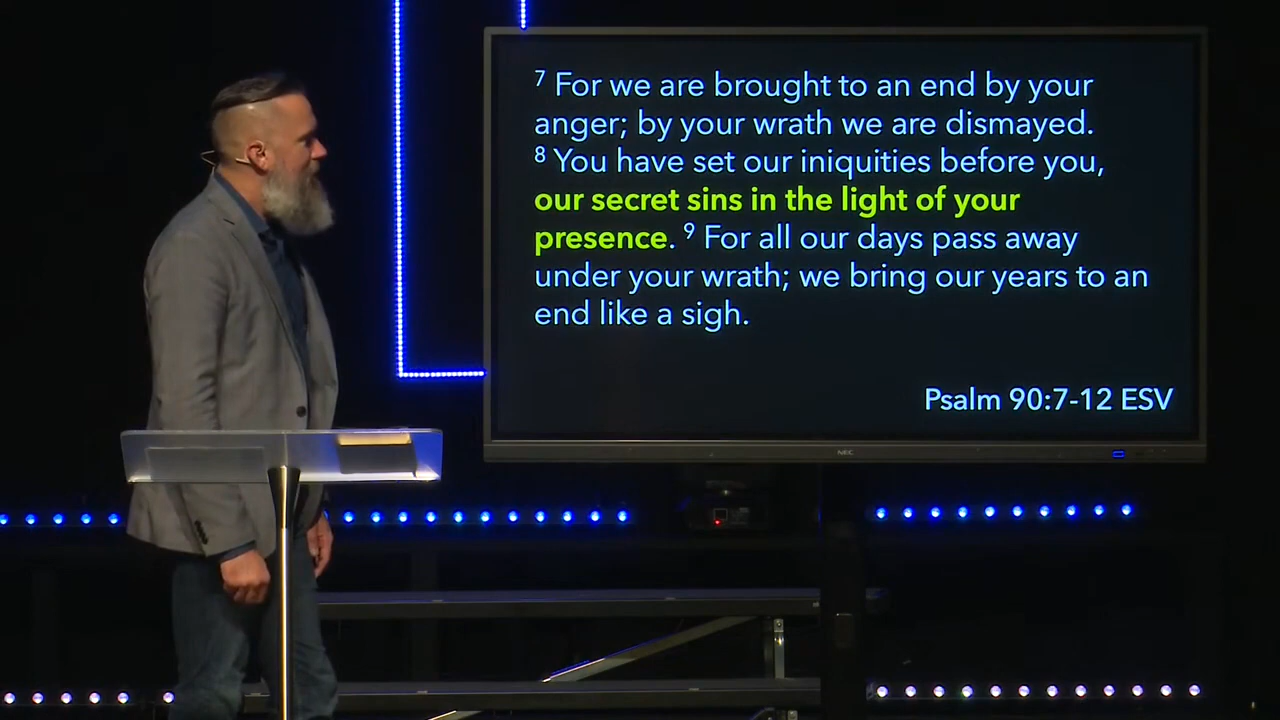 7 For we are brought to an end by your
anger; by your wrath we are dismayed.
8 You have set our iniquities before you,
our secret sins in the light of your
presence. 9 For all our days pass away
under your wrath; we bring our years to an
end like a sigh.
Psalm 90:7-12 ESV
NEC